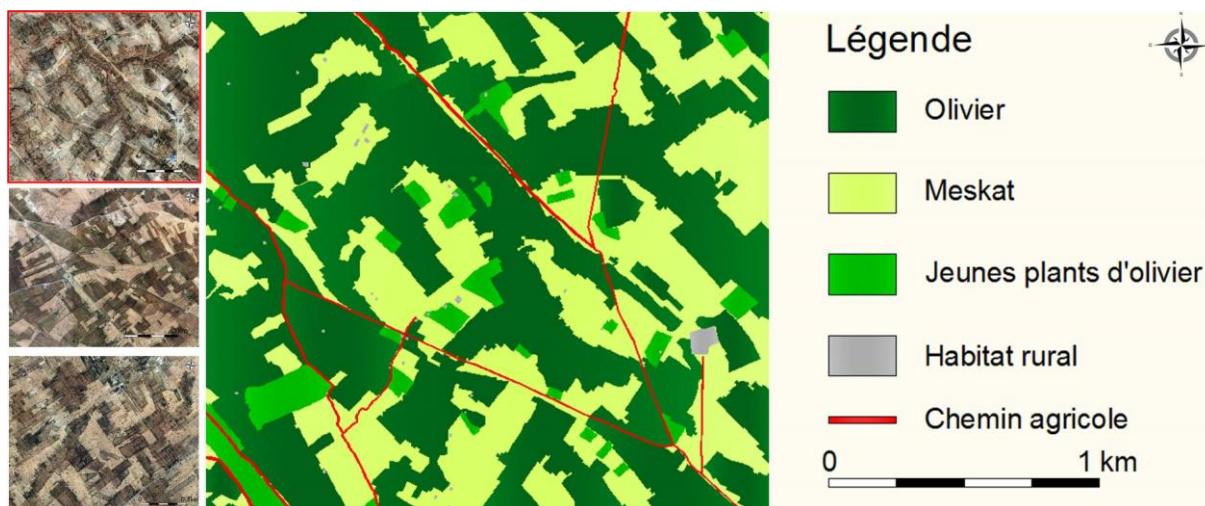 Légende
Olivier
Meskat
Jeunes plants d'olivier
Habitat rural
Chemin agricole
0 1 km